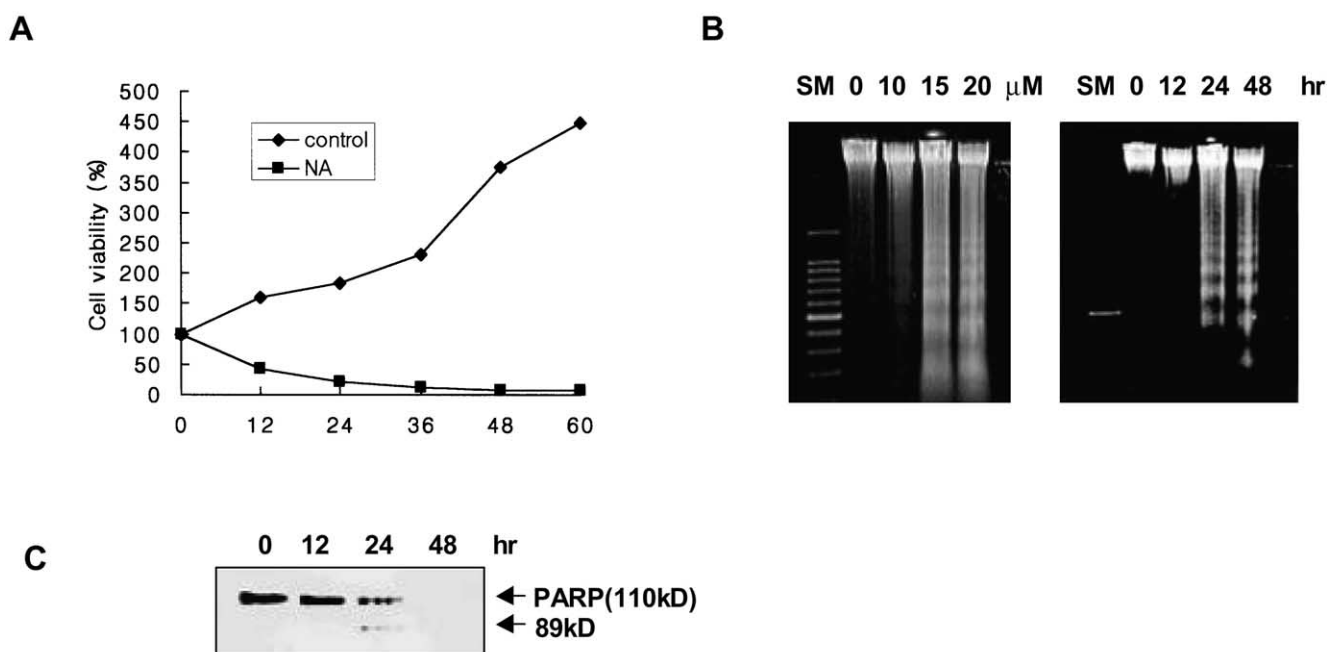 A
Cell viability (%)
500
450
400
350
300
250
200
150
100
50
0
0 12 24 36 48 60
control
NA
B
SM 0 10 15 20 μM
SM 0 12 24 48 hr
C
0 12 24 48 hr
PARP(110kD)
89kD